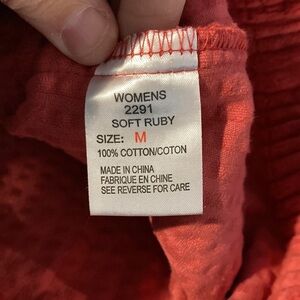 WOMENS
2291
SOFT RUBY
SIZE: M
100% COTTON/COTON
MADE IN CHINA
FABRIQUE EN CHINE
SEE REVERSE FOR CARE